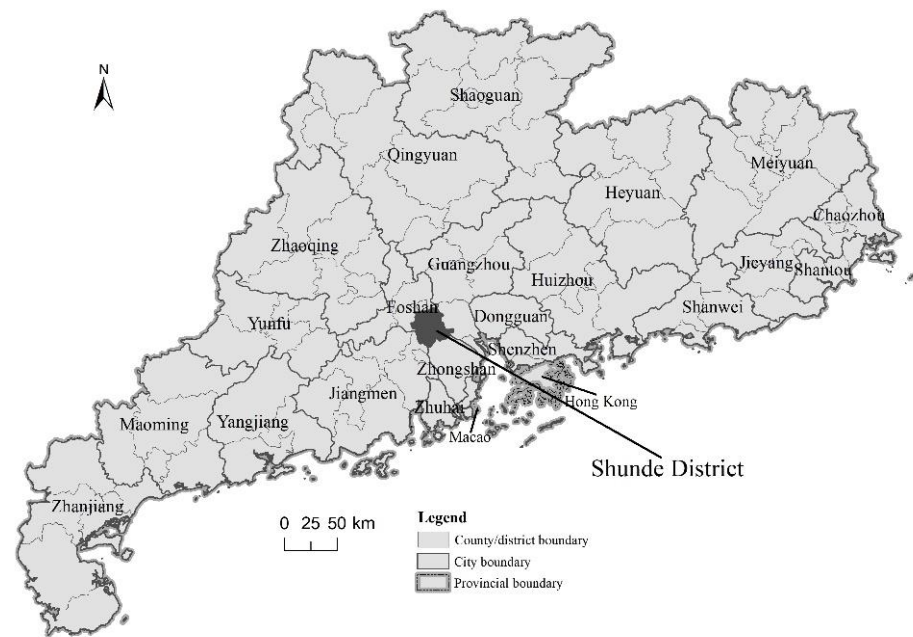 N
Shaoguan
Qingyuan
Meiyuan
Heyuan
Chaozhou
Zhaoqing
Guangzhou
Huizhou
Jieyang
Shantou
Foshan
Dongguan
Shanwei
Yunfu
Shenzhen
Zhongshan
Jiangmen
Hong Kong
Zhuhai
Maoming
Yangjiang
Macao
Shunde District
Zhanjiang
0 25 50 km
Legend
County/district boundary
City boundary
Provincial boundary